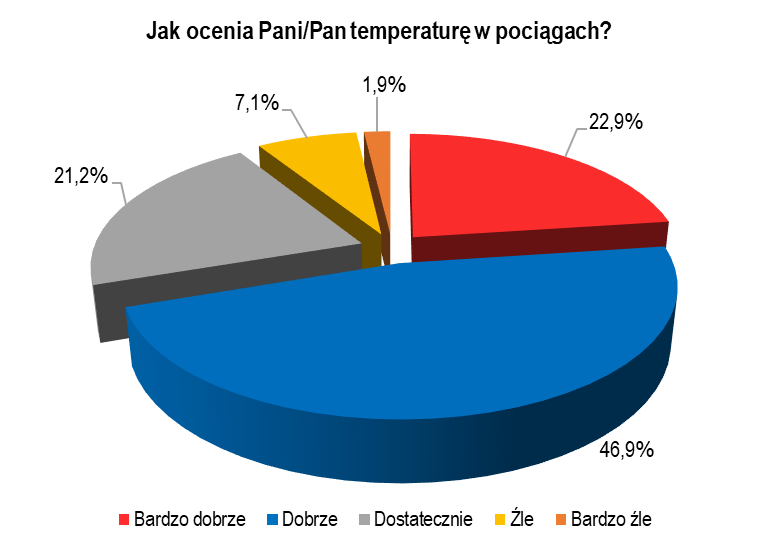 Jak ocenia Pani/Pan temperaturę w pociągach?
1,9%
7,1%
22,9%
21,2%
46,9%
Bardzo dobrze Dobrze Dostatecznie Źle Bardzo źle